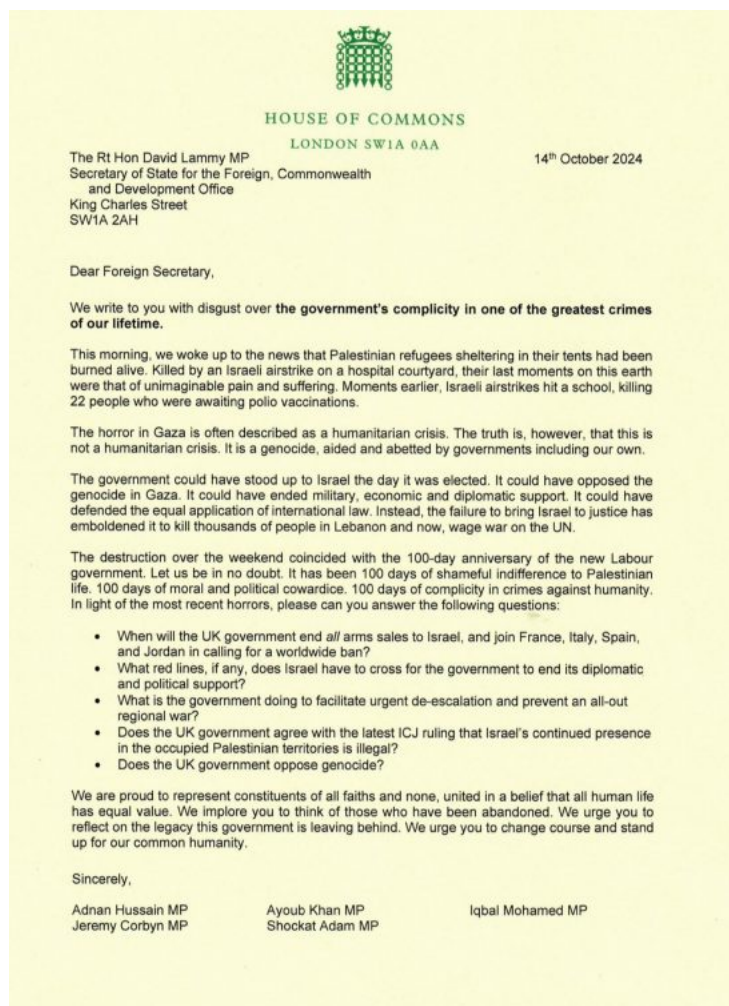 HOUSE OF COMMONS
LONDON SW1A 0AA
The Rt Hon David Lammy MP
14th October 2024
Secretary of State for the Foreign, Commonwealth
and Development Office
King Charles Street
SW1A 2AH
Dear Foreign Secretary,
We write to you with disgust over the government's complicity in one of the greatest crimes
of our lifetime.
This morning, we woke up to the news that Palestinian refugees sheltering in their tents had been
burned alive. Killed by an Israeli airstrike on a hospital courtyard, their last moments on this earth
were that of unimaginable pain and suffering. Moments earlier, Israeli airstrikes hit a school, killing
22 people who were awaiting polio vaccinations.
The horror in Gaza is often described as a humanitarian crisis. The truth is, however, that this is
not a humanitarian crisis. It is a genocide, aided and abetted by governments including our own.
The government could have stood up to Israel the day it was elected. It could have opposed the
genocide in Gaza. It could have ended military, economic and diplomatic support. It could have
defended the equal application of international law. Instead, the failure to bring Israel to justice has
emboldened it to kill thousands of people in Lebanon and now, wage war on the UN.
The destruction over the weekend coincided with the 100-day anniversary of the new Labour
government. Let us be in no doubt. It has been 100 days of shameful indifference to Palestinian
life. 100 days of moral and political cowardice. 100 days of complicity in crimes against humanity.
In light of the most recent horrors, please can you answer the following questions:
• When will the UK government end all arms sales to Israel, and join France, Italy, Spain,
and Jordan in calling for a worldwide ban?
• What red lines, if any, does Israel have to cross for the government to end its diplomatic
and political support?
• What is the government doing to facilitate urgent de-escalation and prevent an all-out
regional war?
• Does the UK government agree with the latest ICJ ruling that Israel's continued presence
in the occupied Palestinian territories is illegal?
• Does the UK government oppose genocide?
We are proud to represent constituents of all faiths and none, united in a belief that all human life
has equal value. We implore you to think of those who have been abandoned. We urge you to
reflect on the legacy this government is leaving behind. We urge you to change course and stand
up for our common humanity.
Sincerely,
Adnan Hussain MP Ayoub Khan MP Iqbal Mohamed MP
Jeremy Corbyn MP Shockat Adam MP